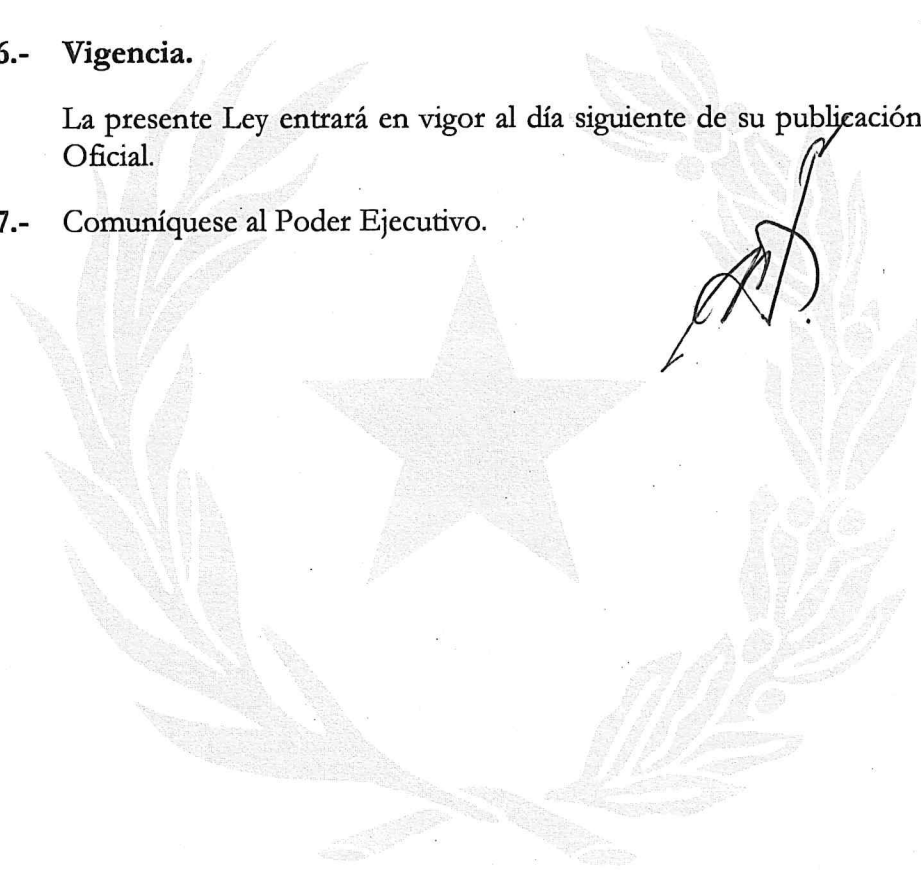 6.- Vigencia.
La presente Ley entrará en vigor al día siguiente de su publicación
Oficial.
7.- Comuníquese al Poder Ejecutivo.